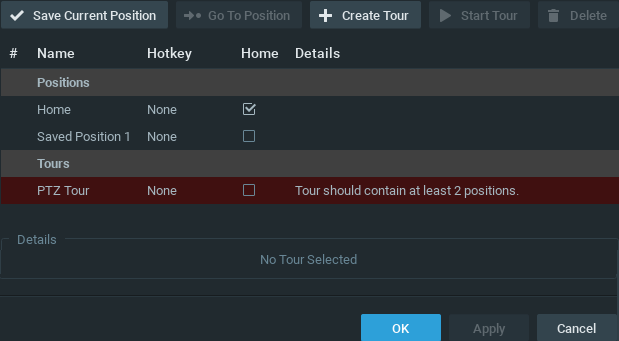 Save Current Position Go To Position Create Tour Start Tour Delete
# Name Hotkey Home Details
Positions
Home None
Saved Position 1 None
Tours
PTZ Tour None Tour should contain at least 2 positions.
Details
No Tour Selected
OK Apply Cancel